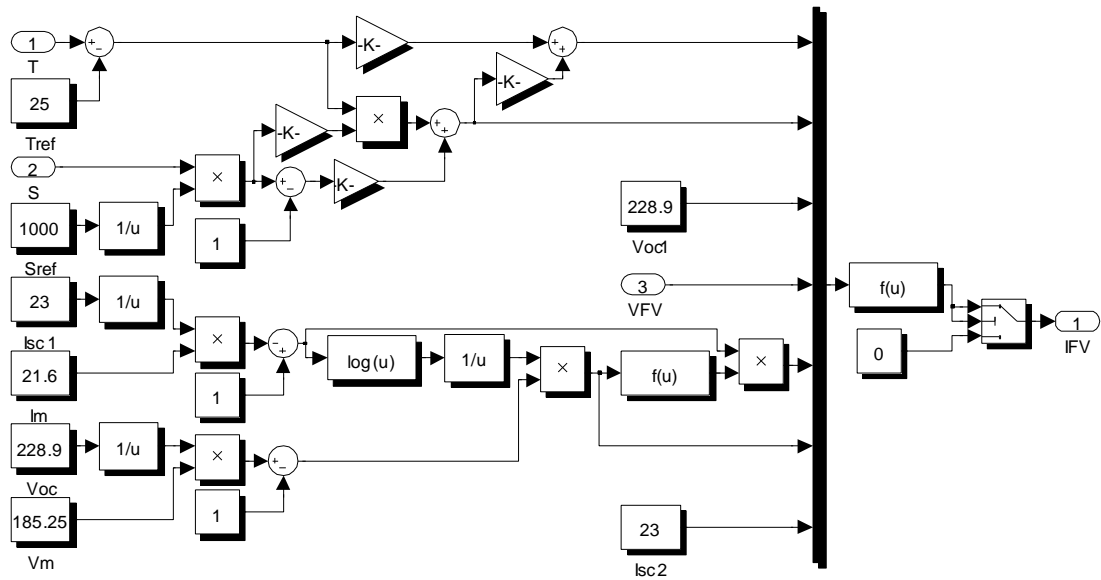 1
T
+ −
-K-
+ +
-K-
25
Tref
-K-
×
+ +
2
S
×
+ −
-K-
1000
Sref
1/u
1
228.9
Voc1
3
VFV
23
Isc1
1/u
×
− +
log(u)
1/u
×
f(u)
×
f(u)
0
1
IFV
21.6
Im
1
228.9
Voc
1/u
×
+ −
185.25
Vm
1
23
Isc2